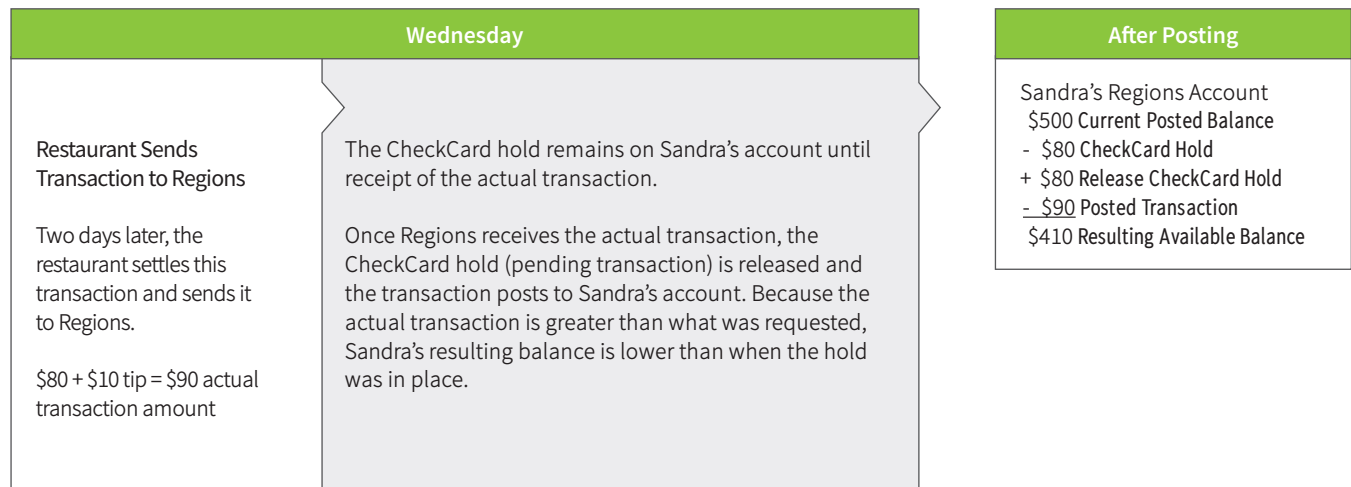 Wednesday
Restaurant Sends
Transaction to Regions
Two days later, the
restaurant settles this
transaction and sends it
to Regions.
$80 + $10 tip = $90 actual
transaction amount
The CheckCard hold remains on Sandra’s account until
receipt of the actual transaction.
Once Regions receives the actual transaction, the
CheckCard hold (pending transaction) is released and
the transaction posts to Sandra’s account. Because the
actual transaction is greater than what was requested,
Sandra’s resulting balance is lower than when the hold
was in place.
After Posting
Sandra’s Regions Account
$500 Current Posted Balance
- $80 CheckCard Hold
+ $80 Release CheckCard Hold
- $90 Posted Transaction
$410 Resulting Available Balance